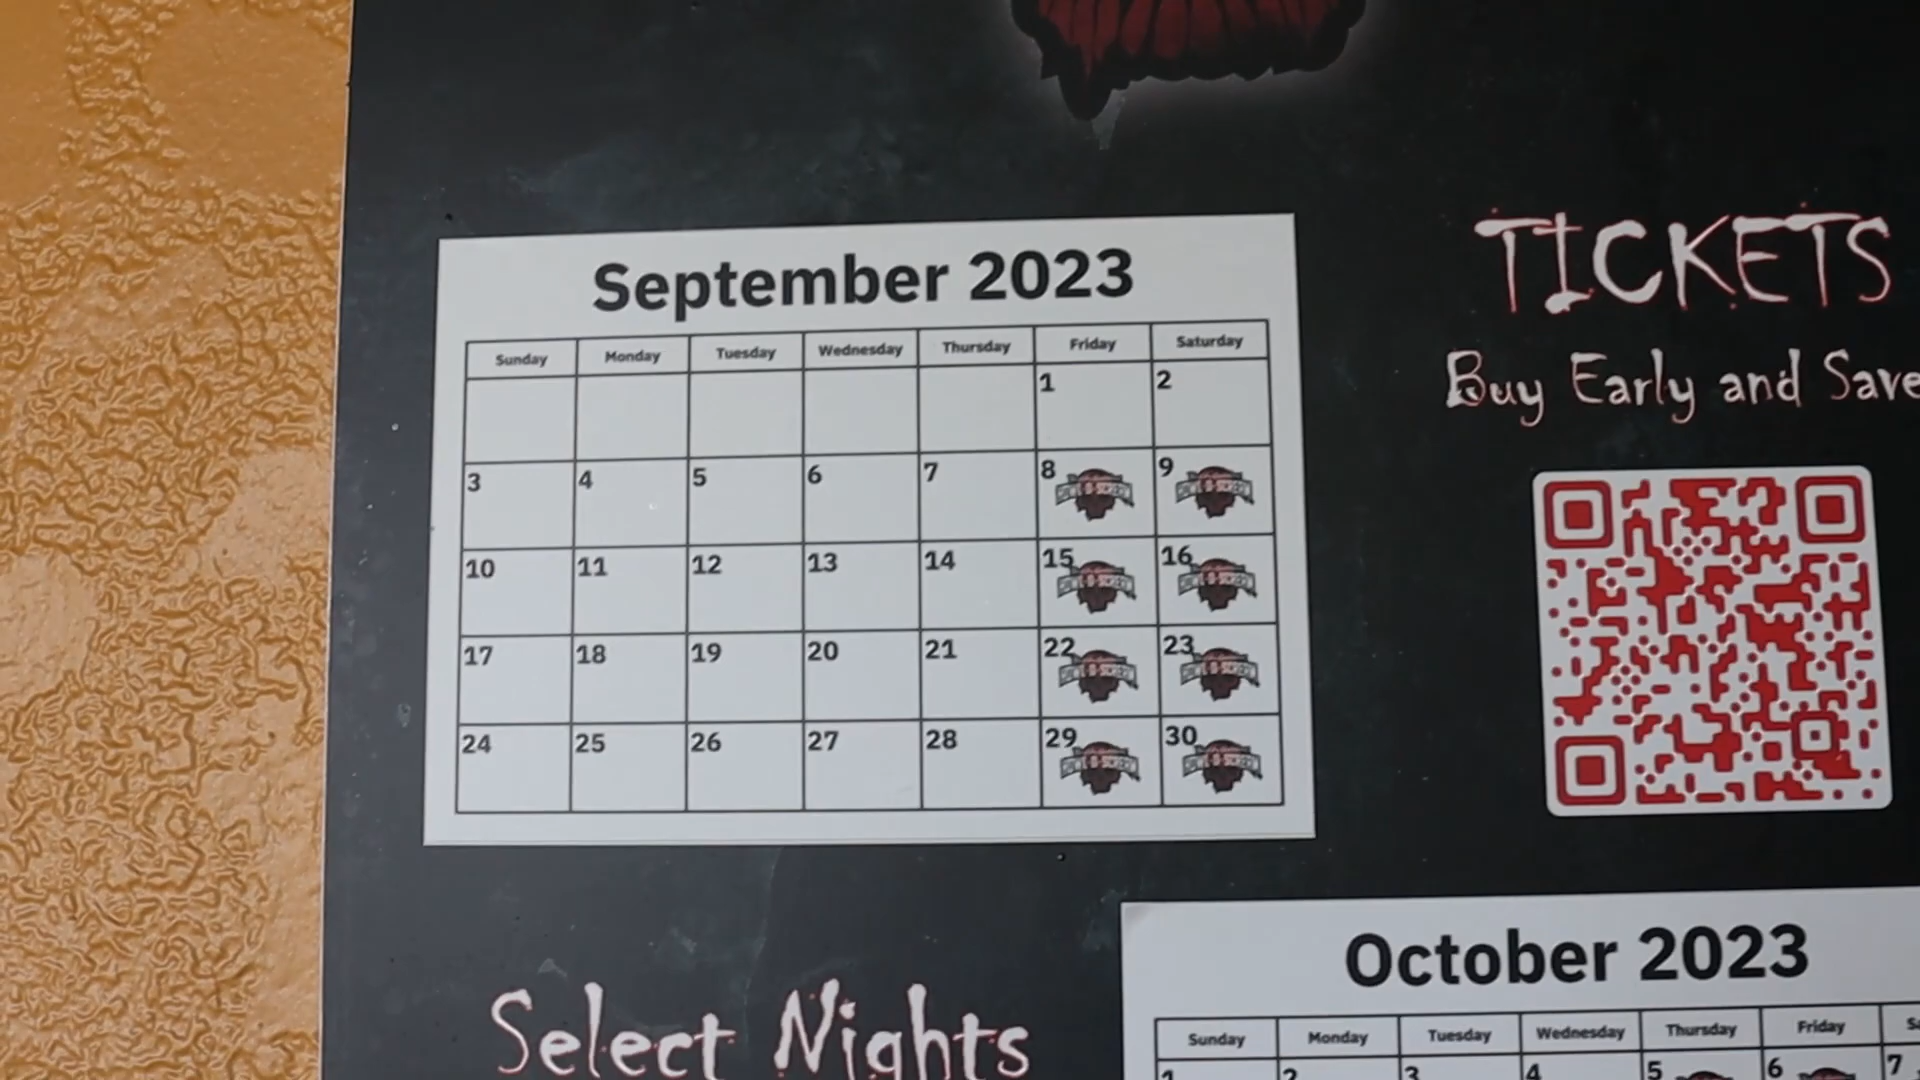 September 2023
Sunday Monday Tuesday Wednesday Thursday Friday Saturday
1 2
3 4 5 6 7 8 9
10 11 12 13 14 15 16
17 18 19 20 21 22 23
24 25 26 27 28 29 30
TICKETS
Buy Early and Save
Select Nights
October 2023
Sunday Monday Tuesday Wednesday Thursday Friday
1 2 3 4 5 6 7